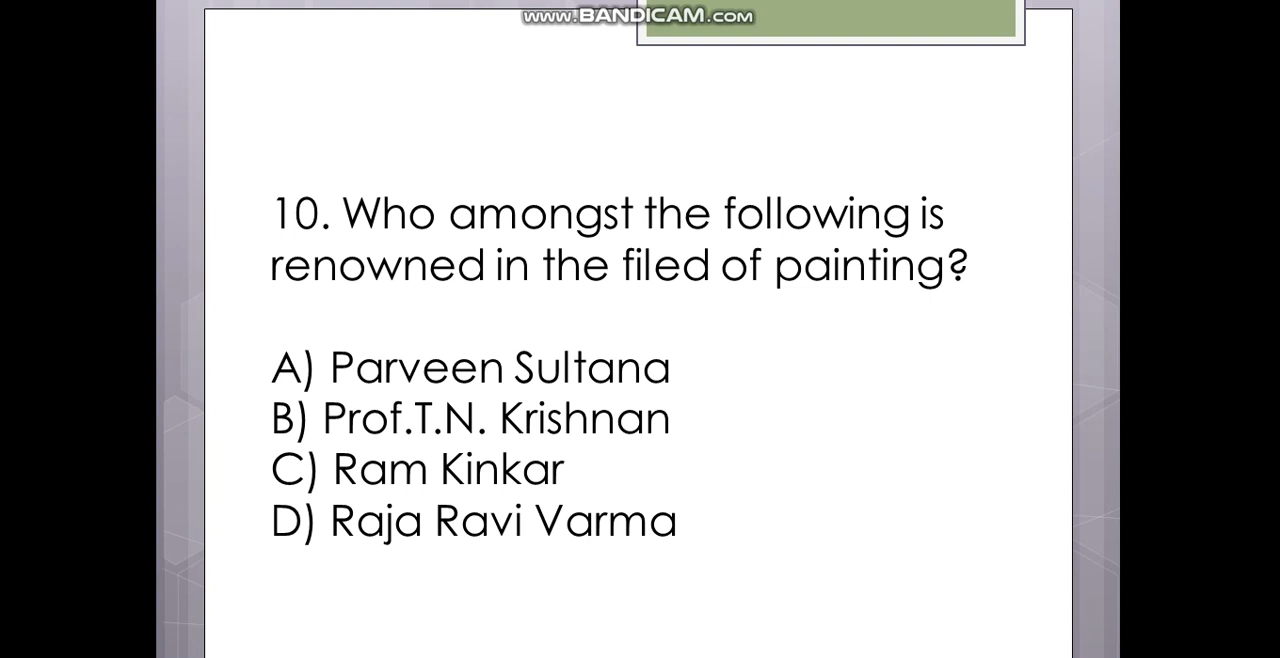 www.BANDICAM.com
10. Who amongst the following is
renowned in the filed of painting?
A) Parveen Sultana
B) Prof.T.N. Krishnan
C) Ram Kinkar
D) Raja Ravi Varma